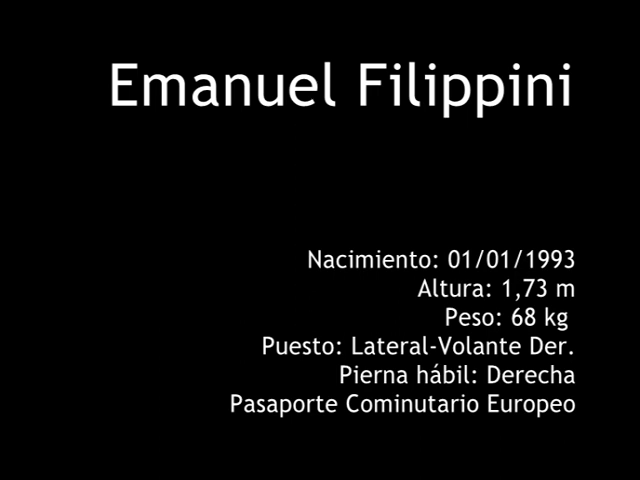 Emanuel Filippini
Nacimiento: 01/01/1993
Altura: 1,73 m
Peso: 68 kg
Puesto: Lateral-Volante Der.
Pierna hábil: Derecha
Pasaporte Cominutario Europeo